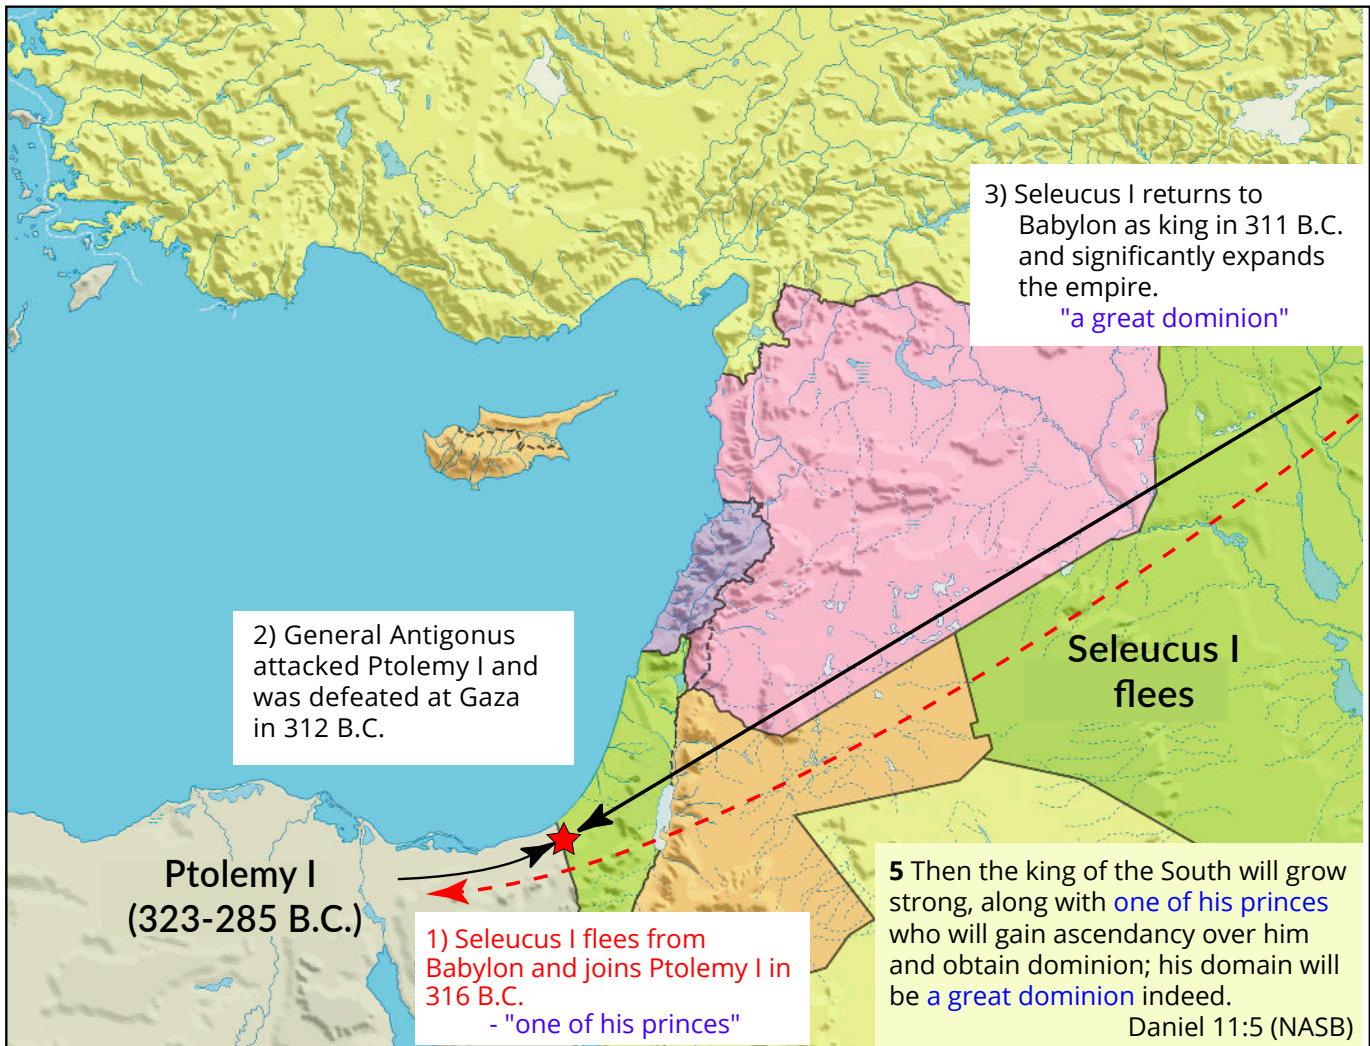 3) Seleucus I returns to
Babylon as king in 311 B.C.
and significantly expands
the empire.
"a great dominion"
2) General Antigonus
attacked Ptolemy I and
was defeated at Gaza
in 312 B.C.
Seleucus I
flees
Ptolemy I
(323-285 B.C.)
1) Seleucus I flees from
Babylon and joins Ptolemy I in
316 B.C.
- "one of his princes"
5 Then the king of the South will grow
strong, along with one of his princes
who will gain ascendancy over him
and obtain dominion; his domain will
be a great dominion indeed.
Daniel 11:5 (NASB)